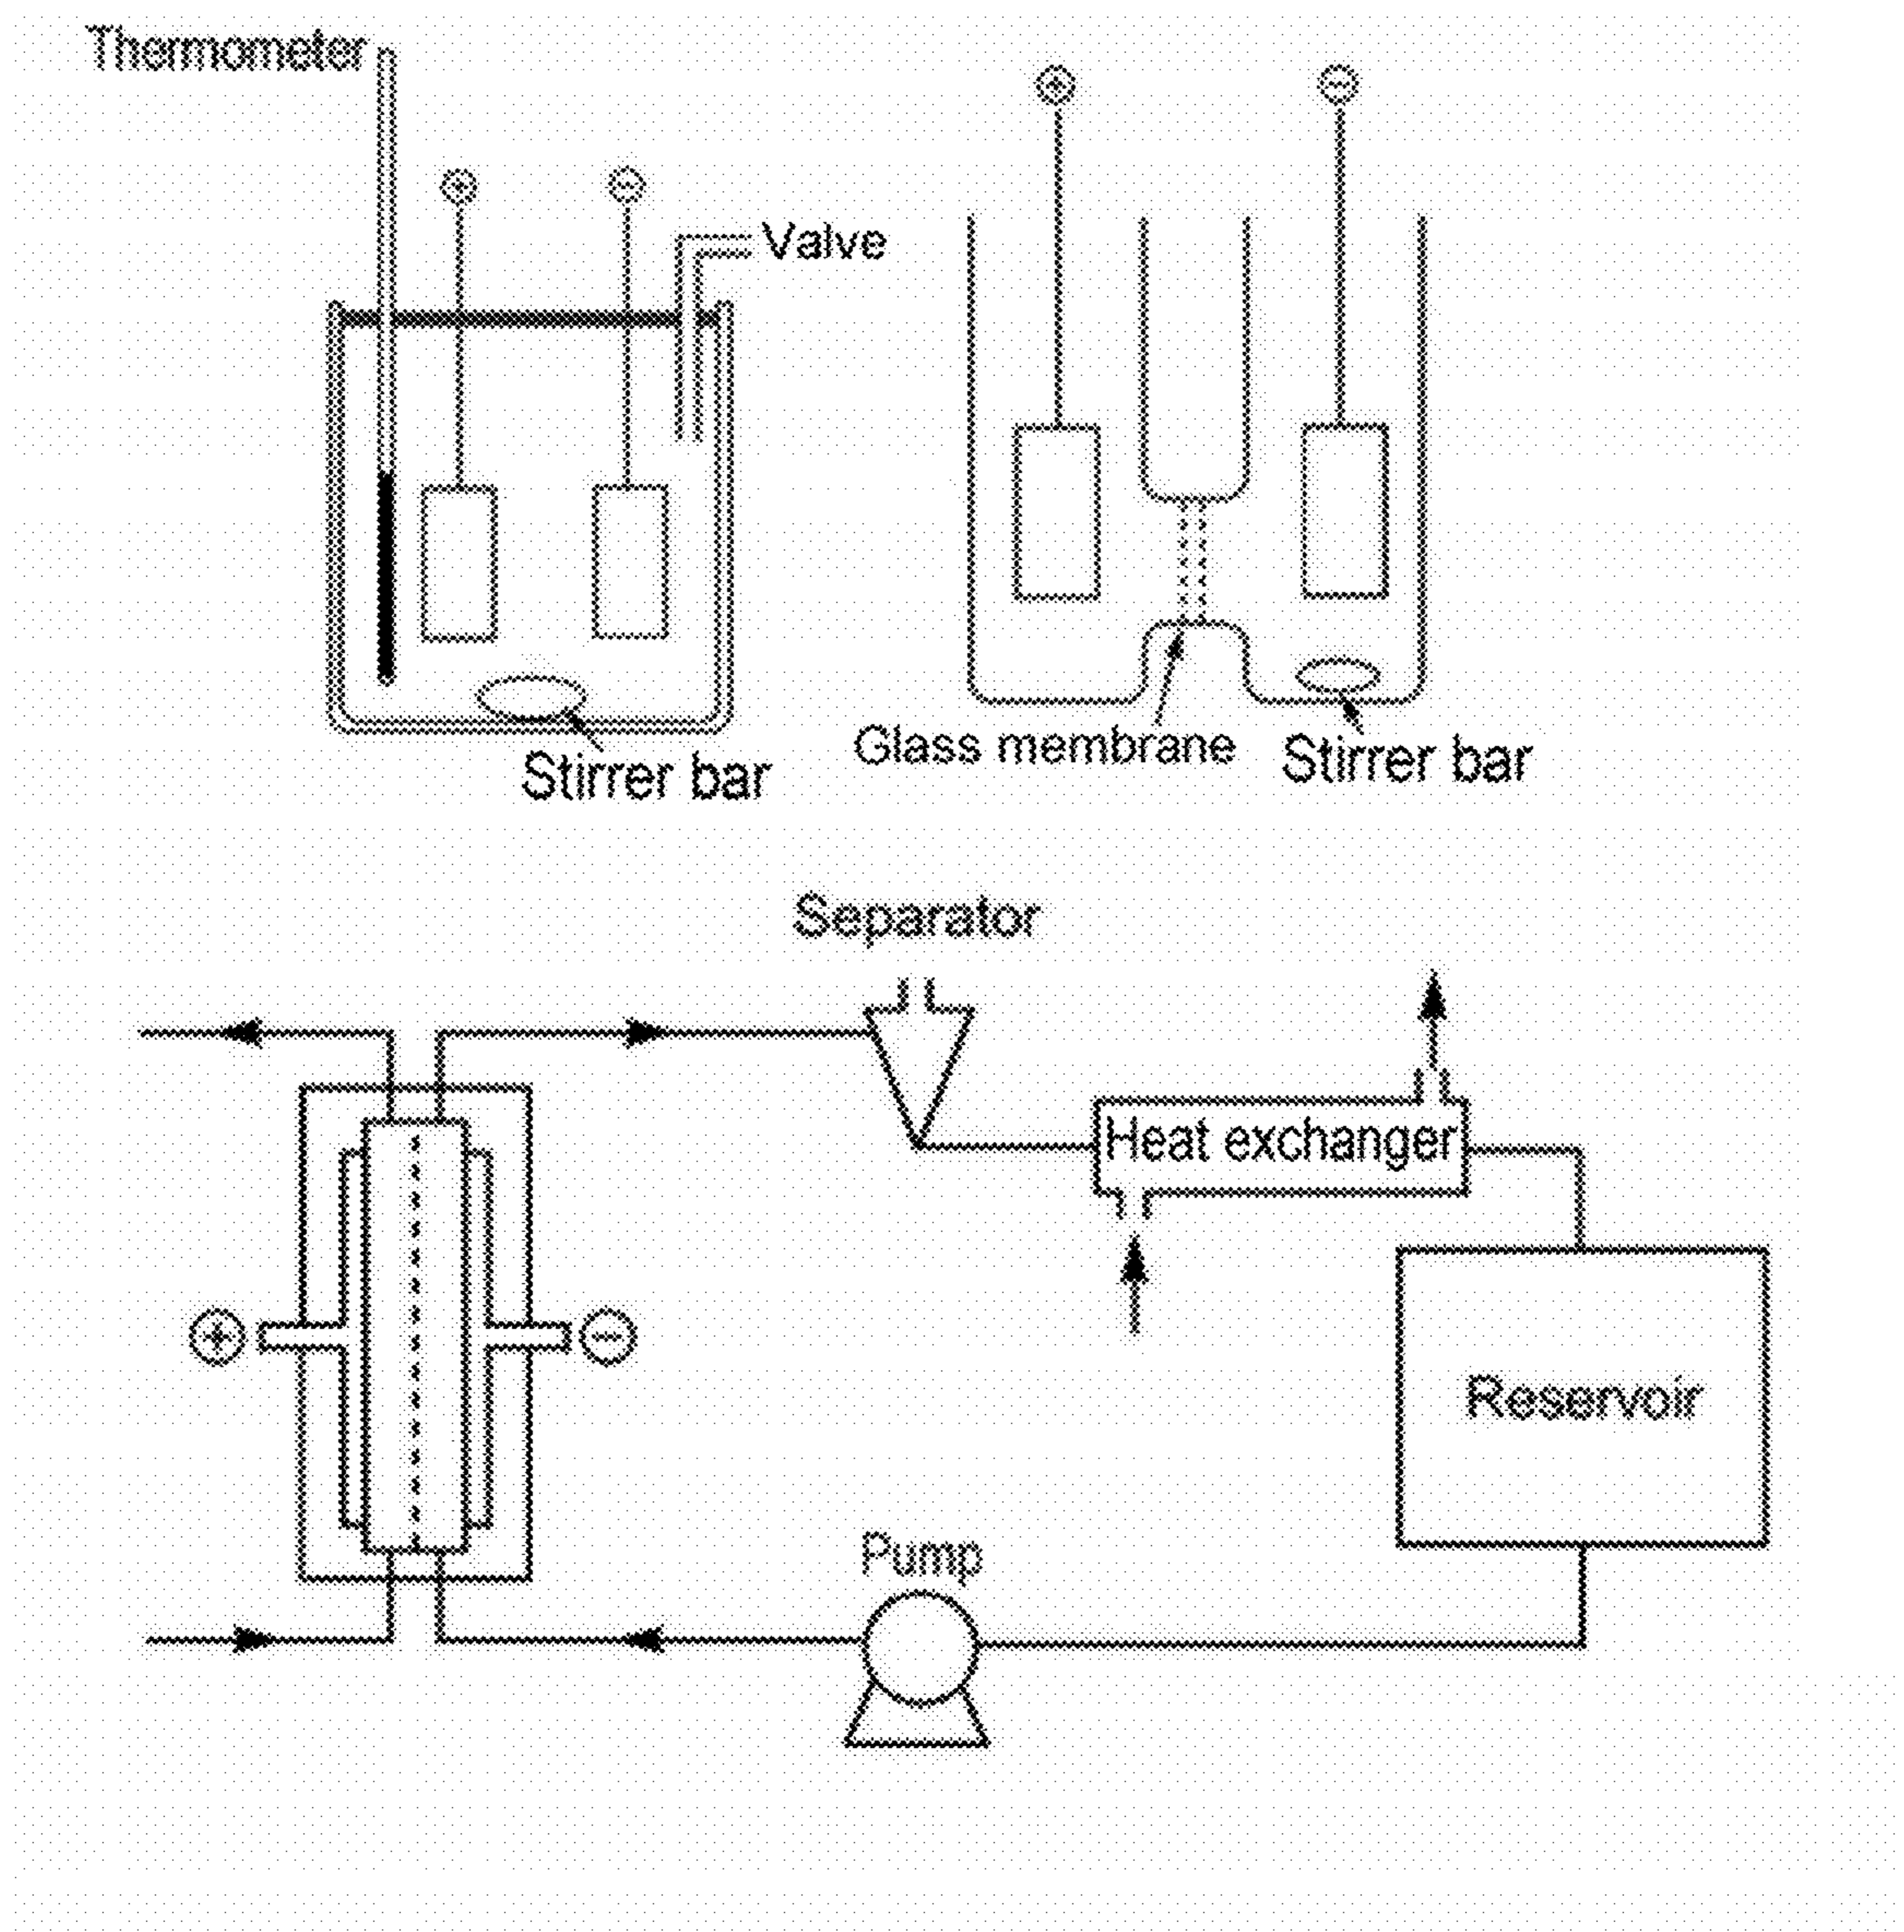 Thermometer
⊕
⊖
⊕
⊖
Valve
Glass membrane
Stirrer bar
Stirrer bar
Separator
Heat exchanger
⊕
⊖
Reservoir
Pump